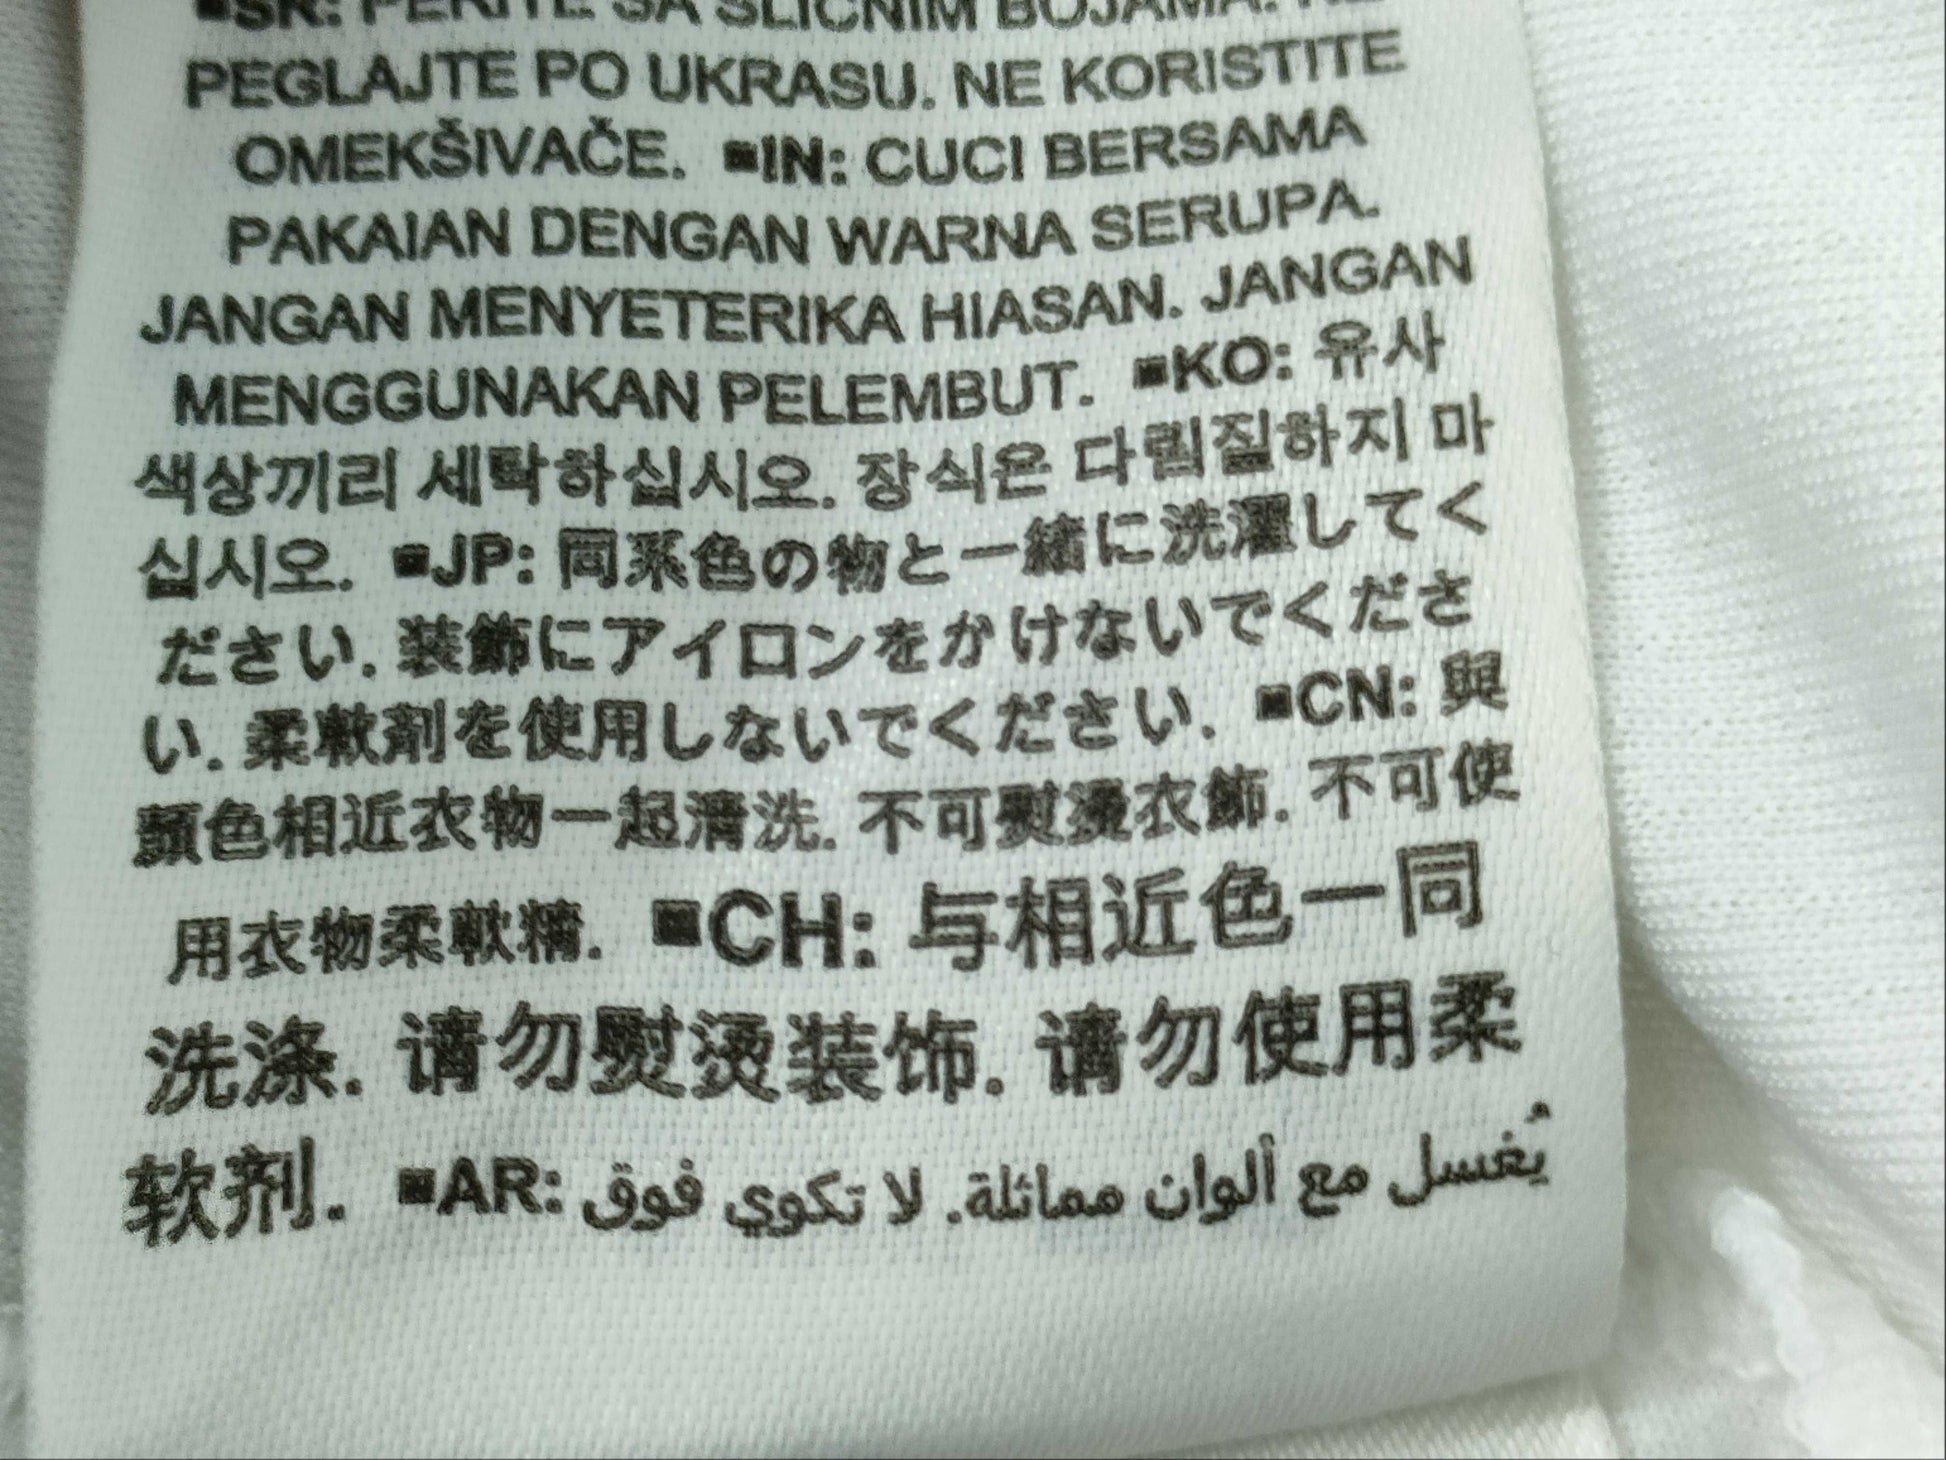 ■SR: PERITE SA SLIČNIM BOJAMA. NE
PEGLAJTE PO UKRASU. NE KORISTITE
OMEKŠIVAČE. ■IN: CUCI BERSAMA
PAKAIAN DENGAN WARNA SERUPA.
JANGAN MENYETERIKA HIASAN. JANGAN
MENGGUNAKAN PELEMBUT. ■KO: 유사
색상끼리 세탁하십시오. 장식은 다림질하지 마
십시오. ■JP: 同系色の物と一緒に洗濯してく
ださい. 装飾にアイロンをかけないでくださ
い. 柔軟剤を使用しないでください. ■CN: 與
顏色相近衣物一起清洗. 不可熨燙衣飾. 不可使
用衣物柔軟精. ■CH: 与相近色一同
洗涤. 请勿熨烫装饰. 请勿使用柔
软剂. ■AR: يُغسل مع ألوان مماثلة. لا تكوي فوق